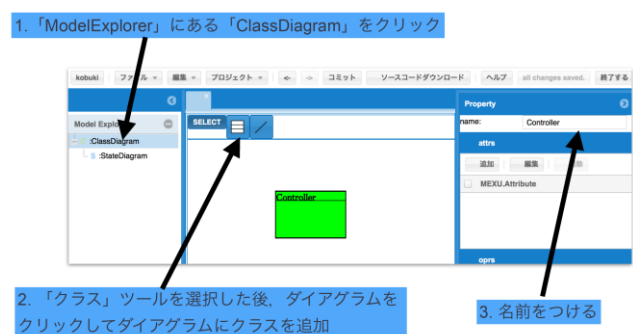 1.「ModelExplorer」にある「ClassDiagram」をクリック
kobuki ファイル 編集 プロジェクト コミット ソースコードダウンロード ヘルプ all changes saved. 終了する
Model Explo
:ClassDiagram
S :StateDiagram
SELECT
Controller
Property
name: Controller
attrs
追加 編集
MEXU.Attribute
oprs
2. 「クラス」ツールを選択した後，ダイアグラムを
クリックしてダイアグラムにクラスを追加
3. 名前をつける